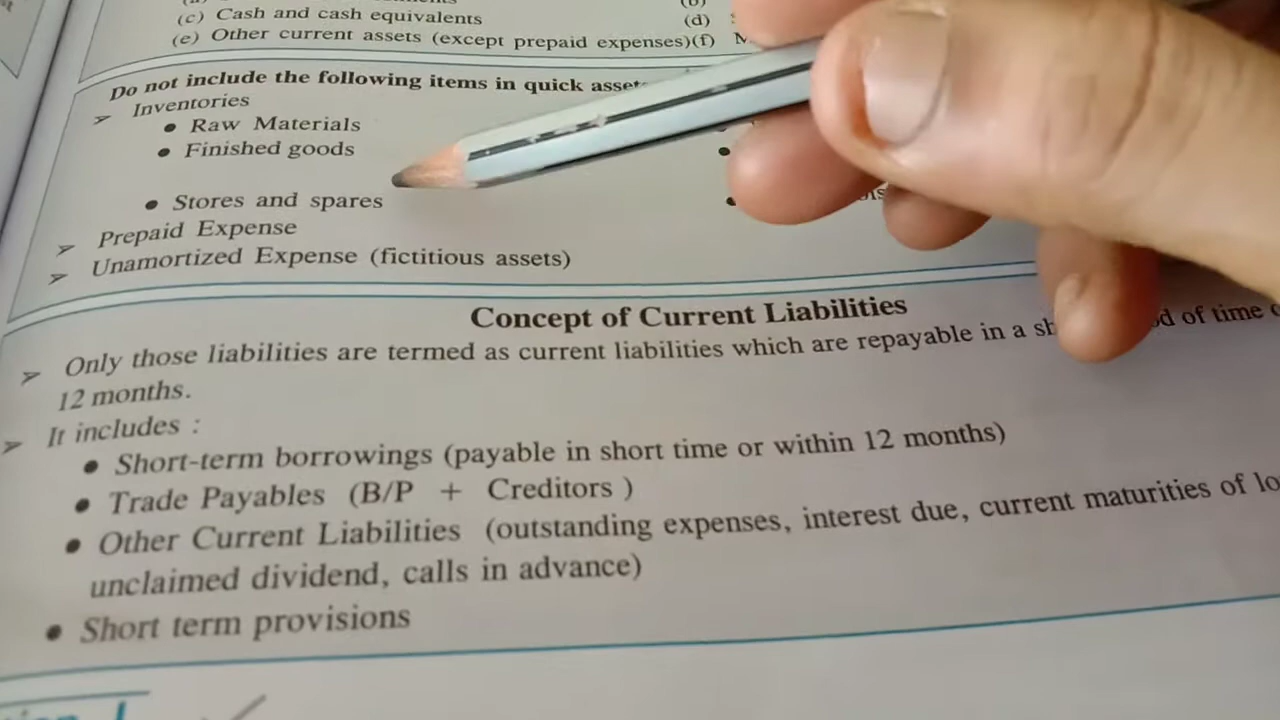 (c) Cash and cash equivalents (d)
(e) Other current assets (except prepaid expenses)(f)
Do not include the following items in quick
➢ Inventories
● Raw Materials
● Finished goods
● Stores and spares
➢ Prepaid Expense
➢ Unamortized Expense (fictitious assets)
Concept of Current Liabilities
➢ Only those liabilities are termed as current liabilities which are repayable in a of time
12 months.
➢ It includes :
● Short-term borrowings (payable in short time or within 12 months)
● Trade Payables (B/P + Creditors )
● Other Current Liabilities (outstanding expenses, interest due, current maturities of
unclaimed dividend, calls in advance)
● Short term provisions